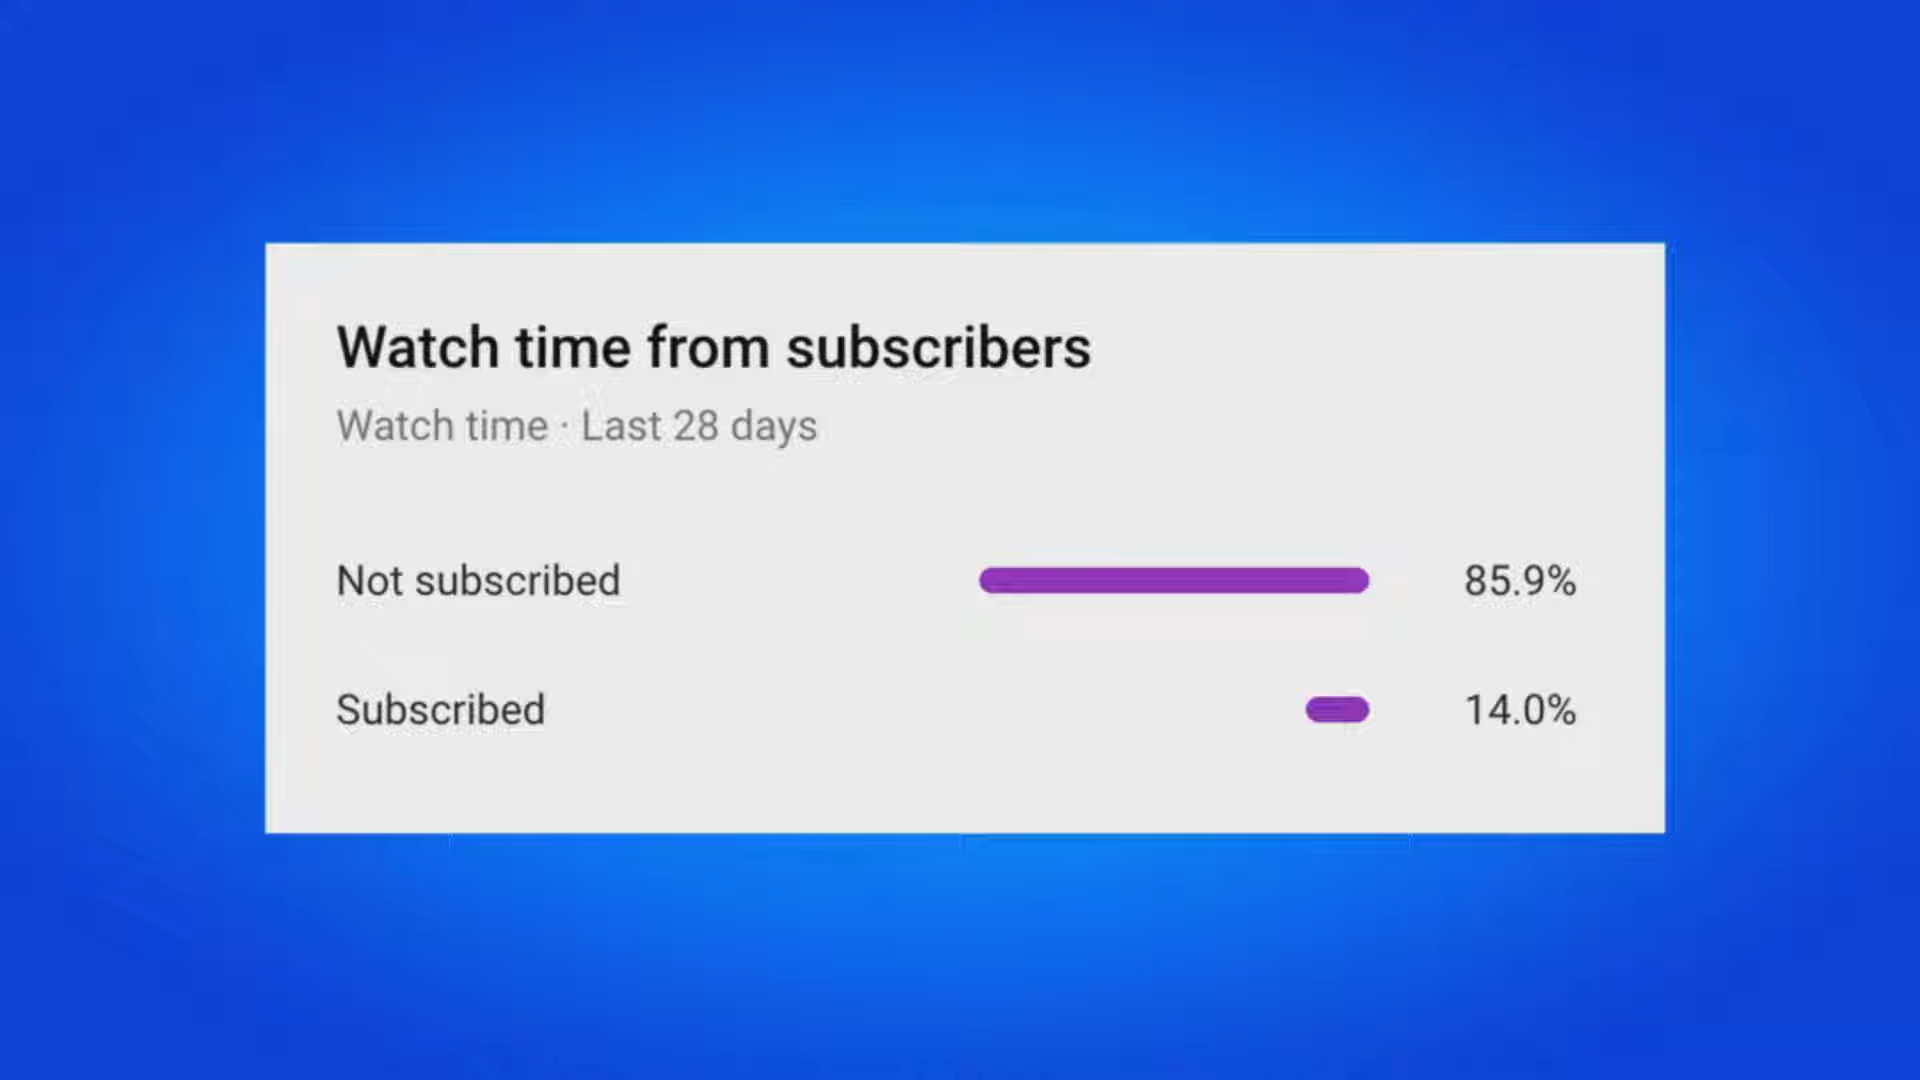 Watch time from subscribers
Watch time · Last 28 days
Not subscribed 85.9%
Subscribed 14.0%